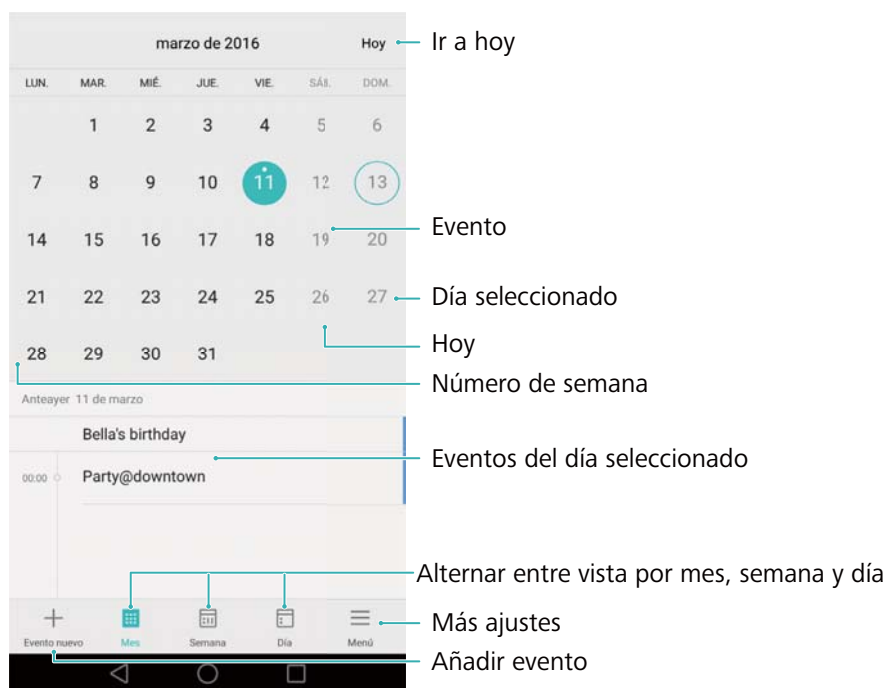 marzo de 2016 Hoy
Ir a hoy
LUN. MAR. MIÉ. JUE. VIE. SÁB. DOM.
1 2 3 4 5 6
7 8 9 10 11 12 13
Evento
14 15 16 17 18 19 20
21 22 23 24 25 26 27
Día seleccionado
Hoy
28 29 30 31
Número de semana
Anteayer 11 de marzo
Bella's birthday
Eventos del día seleccionado
00:00 Party@downtown
Alternar entre vista por mes, semana y día
Más ajustes
Evento nuevo Mes Semana Día Menú
Añadir evento